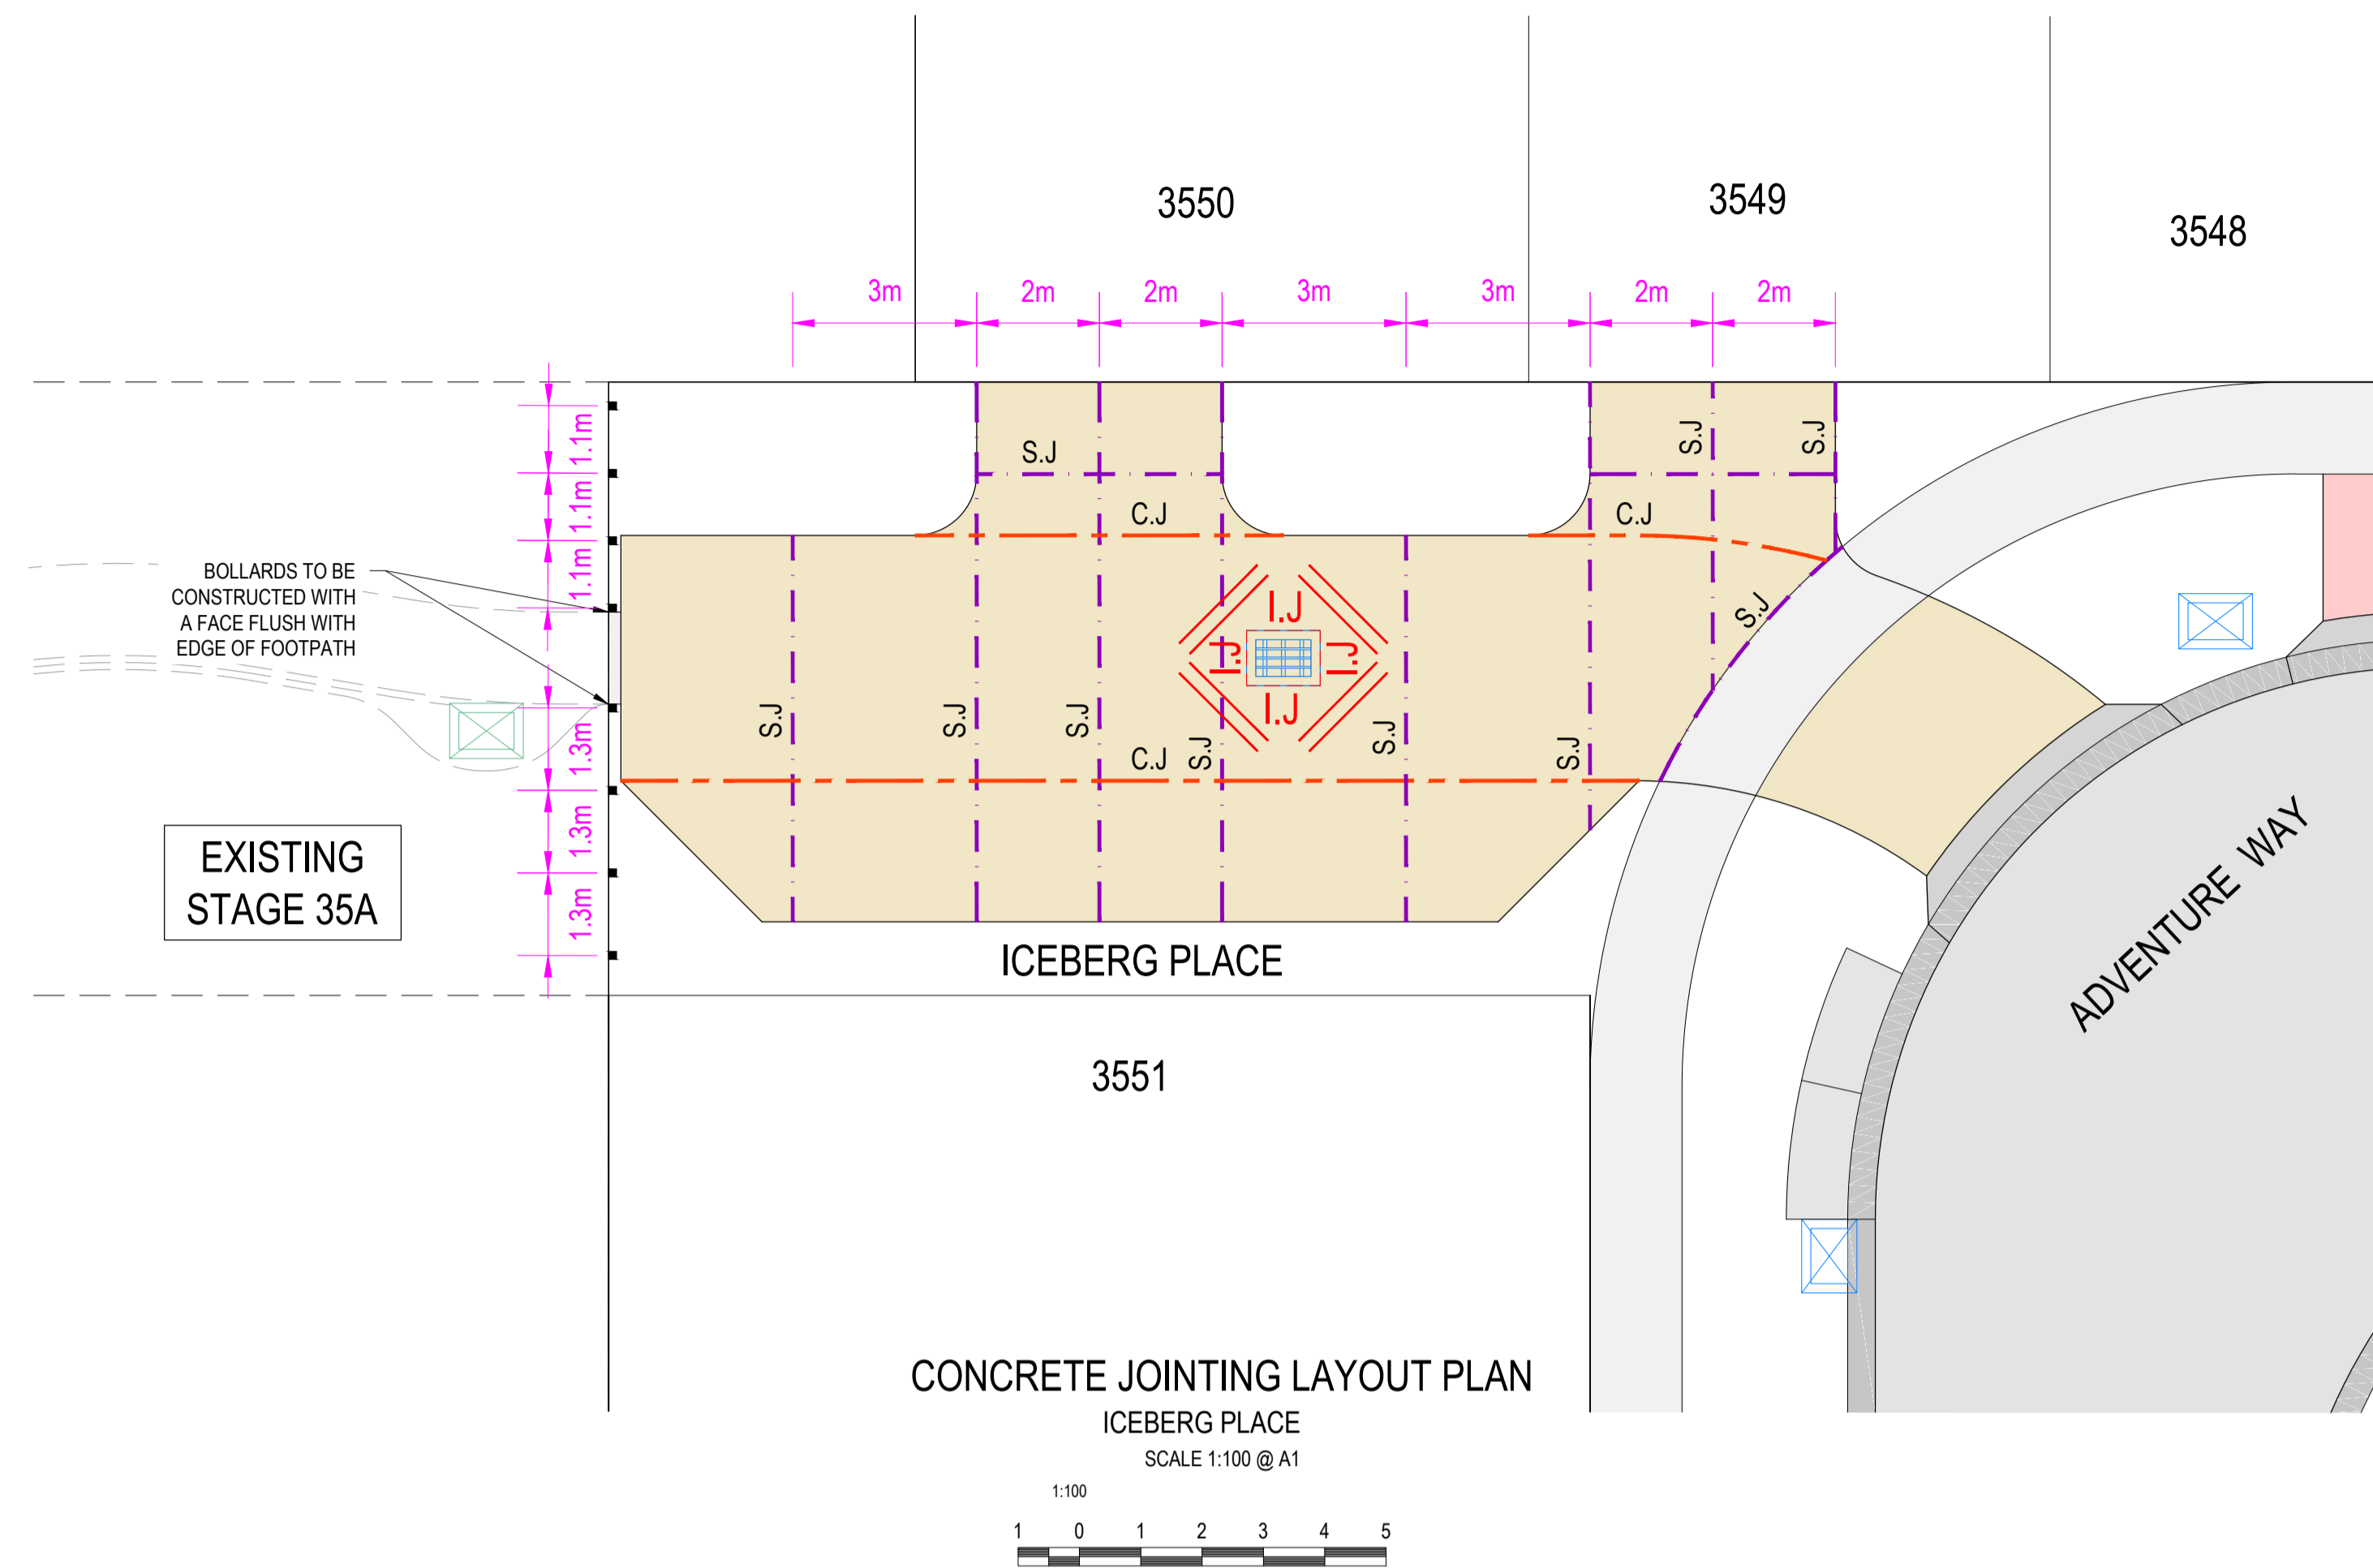 3550
3549
3548
3m
2m
2m
3m
3m
2m
2m
1.1m
1.1m
1.1m
1.3m
1.3m
1.3m
S.J
S.J
S.J
C.J
C.J
BOLLARDS TO BE
CONSTRUCTED WITH
A FACE FLUSH WITH
EDGE OF FOOTPATH
I.J
I.J
I.J
I.J
S.J
S.J
S.J
S.J
S.J
S.J
S.J
C.J
EXISTING
STAGE 35A
ICEBERG PLACE
ADVENTURE WAY
3551
CONCRETE JOINTING LAYOUT PLAN
ICEBERG PLACE
SCALE 1:100 @ A1
1:100
1 0 1 2 3 4 5